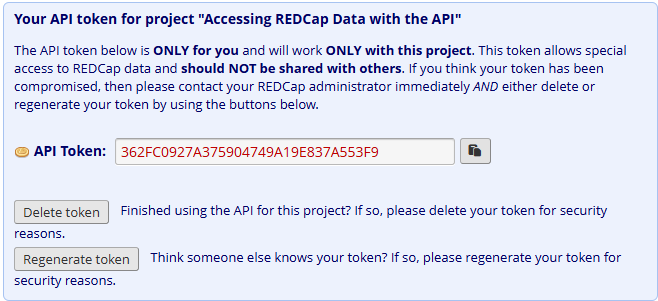 Your API token for project "Accessing REDCap Data with the API"
The API token below is ONLY for you and will work ONLY with this project. This token allows special
access to REDCap data and should NOT be shared with others. If you think your token has been
compromised, then please contact your REDCap administrator immediately AND either delete or
regenerate your token by using the buttons below.
API Token: 362FC0927A375904749A19E837A553F9
Delete token Finished using the API for this project? If so, please delete your token for security
reasons.
Regenerate token Think someone else knows your token? If so, please regenerate your token for
security reasons.